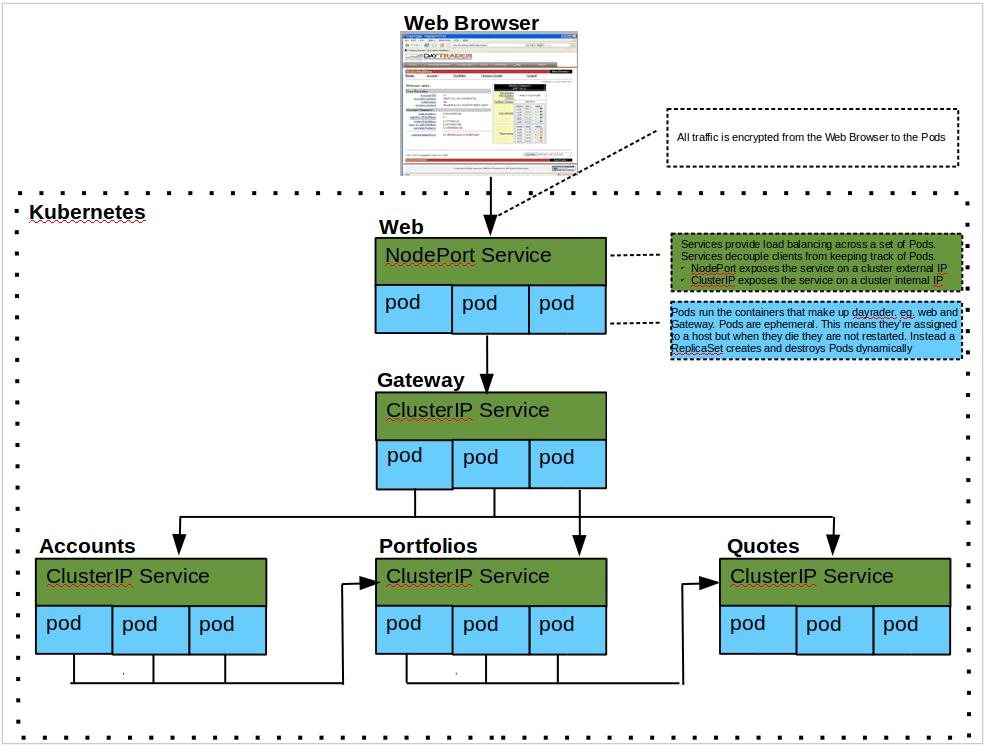 Web Browser
DAYTRADER
All traffic is encrypted from the Web Browser to the Pods
Kubernetes
Web
NodePort Service
pod pod pod
Services provide load balancing across a set of Pods.
Services decouple clients from keeping track of Pods.
NodePort exposes the service on a cluster external IP
ClusterIP exposes the service on a cluster internal IP
Pods run the containers that make up dayrader, eg, web and
Gateway. Pods are ephemeral. This means they're assigned
to a host but when they die they are not restarted. Instead a
ReplicaSet creates and destroys Pods dynamically
Gateway
ClusterIP Service
pod pod pod
Accounts Portfolios Quotes
ClusterIP Service ClusterIP Service ClusterIP Service
pod pod pod pod pod pod pod pod pod